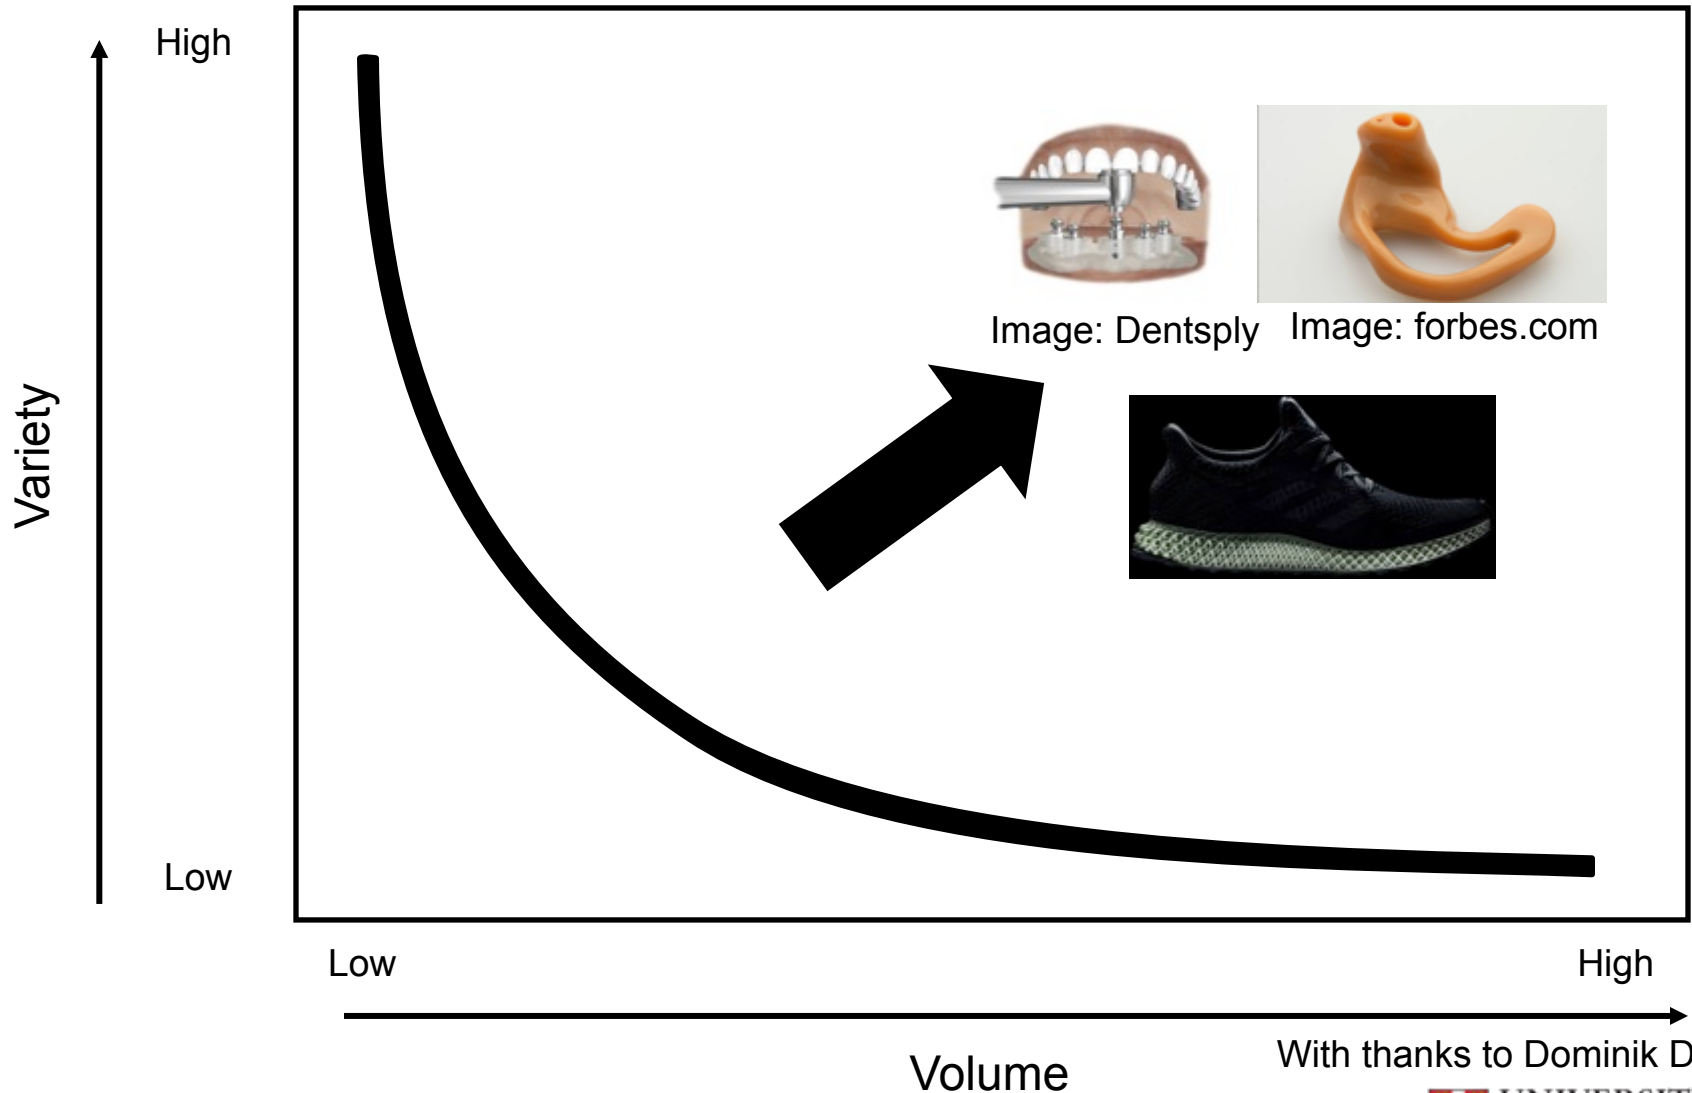 High
Variety
Image: Dentsply
Image: forbes.com
Low
Low
High
Volume
With thanks to Dominik D